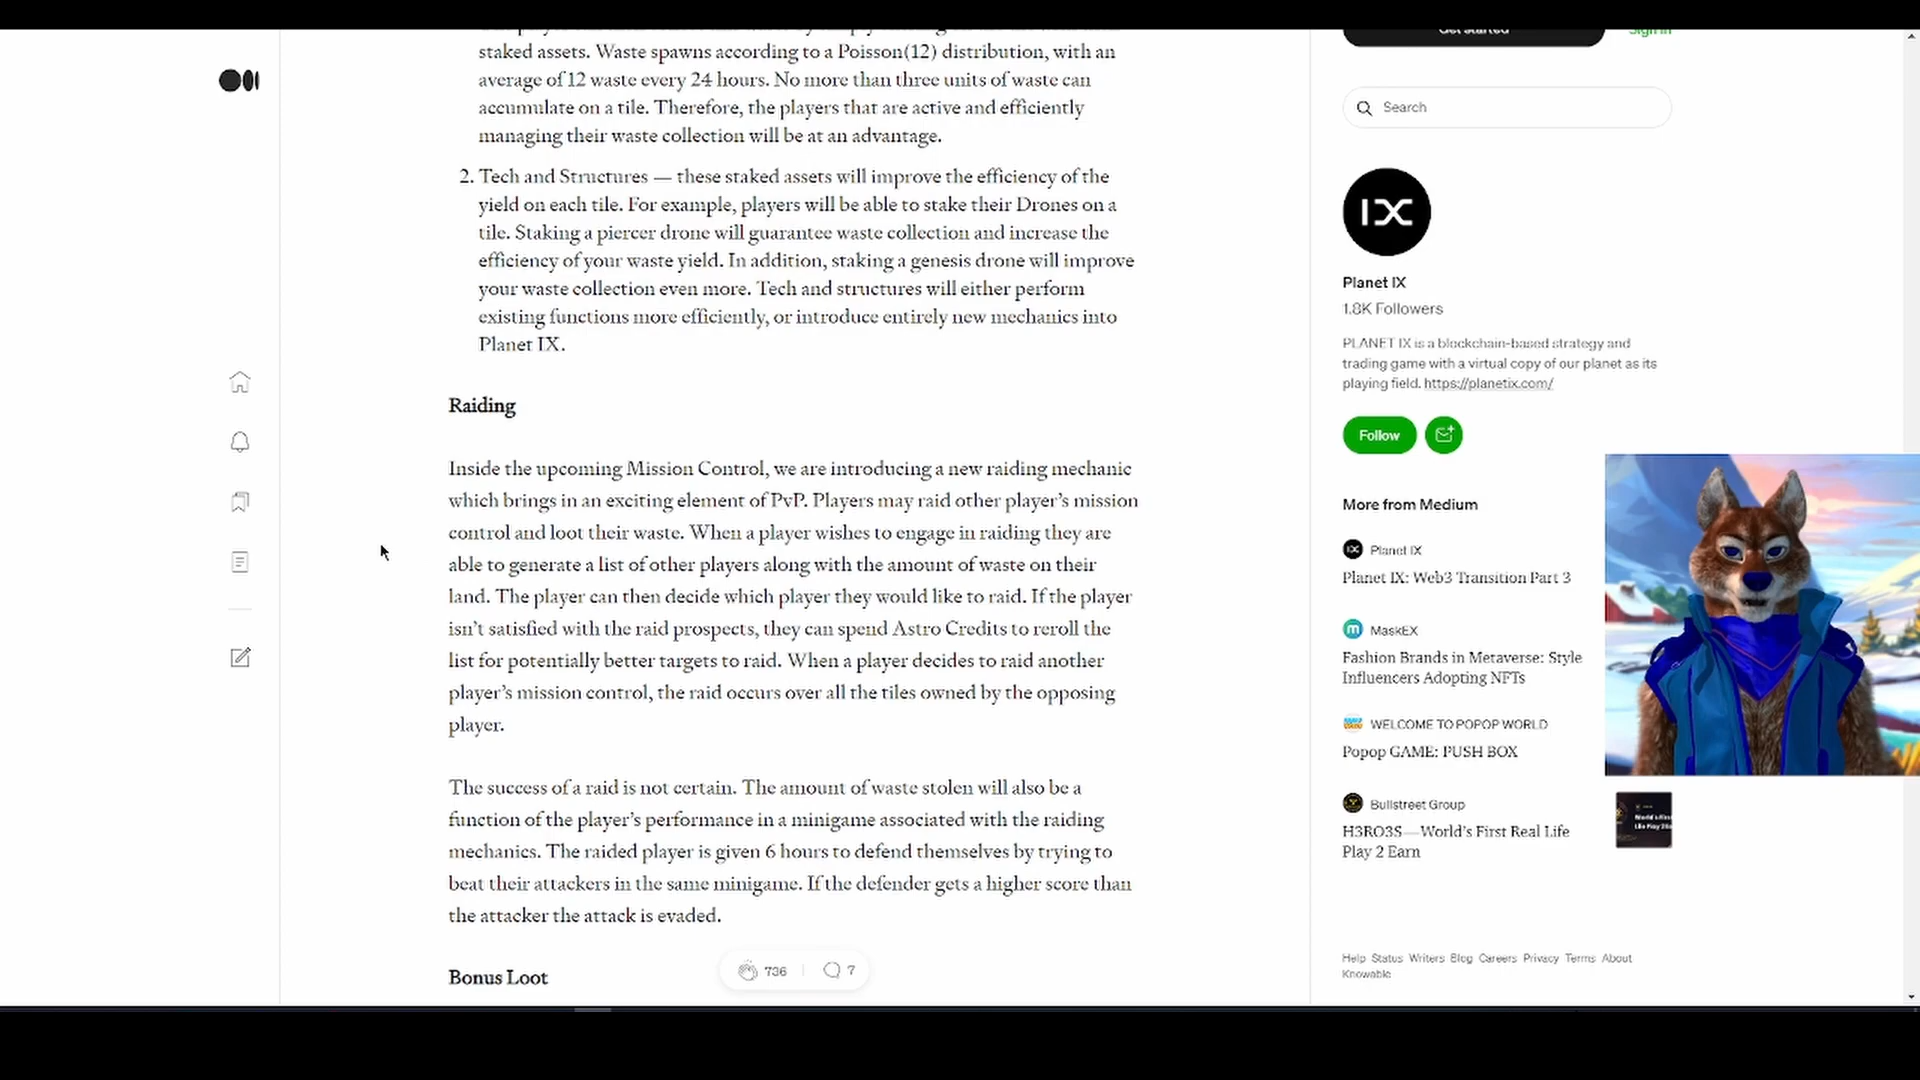 Get started
Sign In
staked assets. Waste spawns according to a Poisson(12) distribution, with an
average of 12 waste every 24 hours. No more than three units of waste can
accumulate on a tile. Therefore, the players that are active and efficiently
managing their waste collection will be at an advantage.
2. Tech and Structures — these staked assets will improve the efficiency of the
yield on each tile. For example, players will be able to stake their Drones on a
tile. Staking a piercer drone will guarantee waste collection and increase the
efficiency of your waste yield. In addition, staking a genesis drone will improve
your waste collection even more. Tech and structures will either perform
existing functions more efficiently, or introduce entirely new mechanics into
Planet IX.
Raiding
Inside the upcoming Mission Control, we are introducing a new raiding mechanic
which brings in an exciting element of PvP. Players may raid other player's mission
control and loot their waste. When a player wishes to engage in raiding they are
able to generate a list of other players along with the amount of waste on their
land. The player can then decide which player they would like to raid. If the player
isn't satisfied with the raid prospects, they can spend Astro Credits to reroll the
list for potentially better targets to raid. When a player decides to raid another
player's mission control, the raid occurs over all the tiles owned by the opposing
player.
The success of a raid is not certain. The amount of waste stolen will also be a
function of the player's performance in a minigame associated with the raiding
mechanics. The raided player is given 6 hours to defend themselves by trying to
beat their attackers in the same minigame. If the defender gets a higher score than
the attacker the attack is evaded.
Bonus Loot
736
7
Search
IX
Planet IX
1.8K Followers
PLANET IX is a blockchain-based strategy and
trading game with a virtual copy of our planet as its
playing field. https://planetix.com/
Follow
More from Medium
Planet IX
Planet IX: Web3 Transition Part 3
MaskEX
Fashion Brands in Metaverse: Style
Influencers Adopting NFTs
WELCOME TO POPOP WORLD
Popop GAME: PUSH BOX
Bullstreet Group
H3RO3S—World's First Real Life
Play 2 Earn
Help Status Writers Blog Careers Privacy Terms About
Knowable